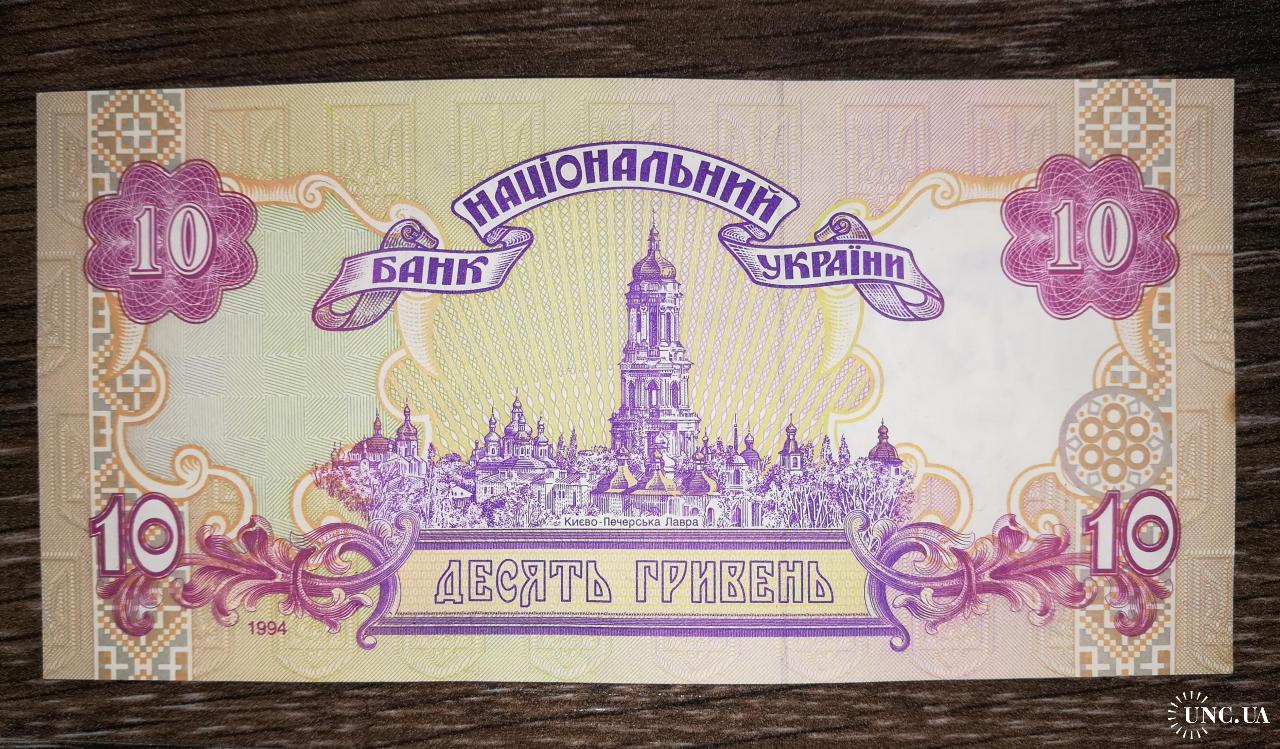 НАЦІОНАЛЬНИЙ
БАНК УКРАЇНИ
10 10
Києво-Печерська Лавра
10 10
ДЕСЯТЬ ГРИВЕНЬ
1994
UNC.UA